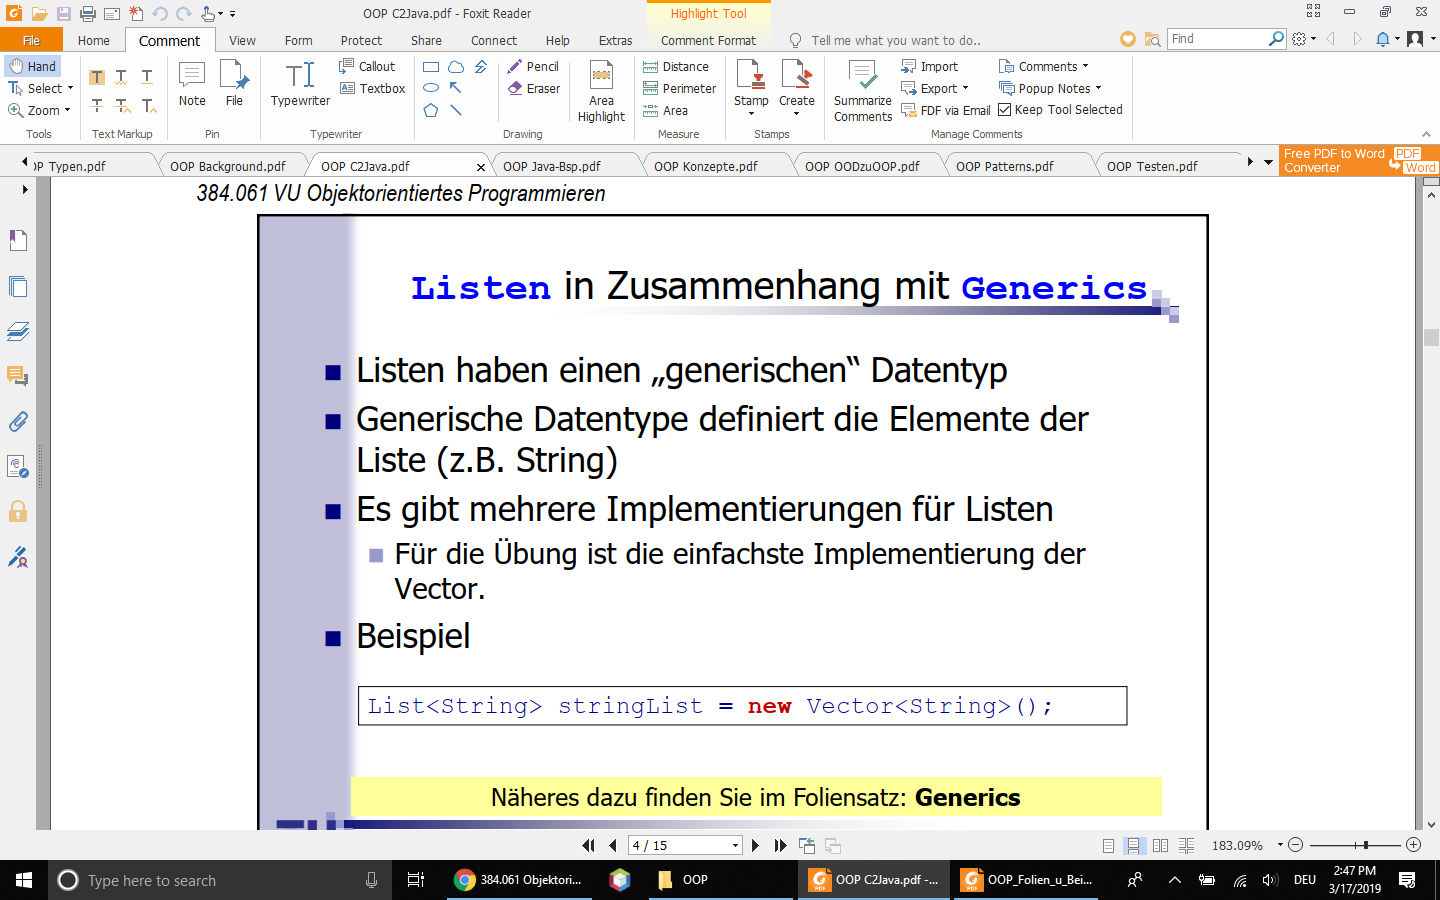 OOP C2Java.pdf - Foxit Reader
Highlight Tool
File
Home
Comment
View
Form
Protect
Share
Connect
Help
Extras
Comment Format
Tell me what you want to do..
Find
Hand
Select
Zoom
Tools
Text Markup
Note
File
Pin
Typewriter
Callout
Textbox
Typewriter
Pencil
Eraser
Area
Highlight
Drawing
Distance
Perimeter
Area
Measure
Stamp
Create
Stamps
Summarize
Comments
Import
Export
FDF via Email
Comments
Popup Notes
Keep Tool Selected
Manage Comments
OP Typen.pdf
OOP Background.pdf
OOP C2Java.pdf
OOP Java-Bsp.pdf
OOP Konzepte.pdf
OOP OODzuOOP.pdf
OOP Patterns.pdf
OOP Testen.pdf
Free PDF to Word
Converter
PDF
Word
384.061 VU Objektorientiertes Programmieren
Listen in Zusammenhang mit Generics
Listen haben einen „generischen“ Datentyp
Generische Datentype definiert die Elemente der
Liste (z.B. String)
Es gibt mehrere Implementierungen für Listen
Für die Übung ist die einfachste Implementierung der
Vector.
Beispiel
List<String> stringList = new Vector<String>();
Näheres dazu finden Sie im Foliensatz: Generics
4 / 15
183.09%
Type here to search
384.061 Objektori...
OOP
OOP C2Java.pdf -...
OOP_Folien_u_Bei...
DEU
2:47 PM
3/17/2019